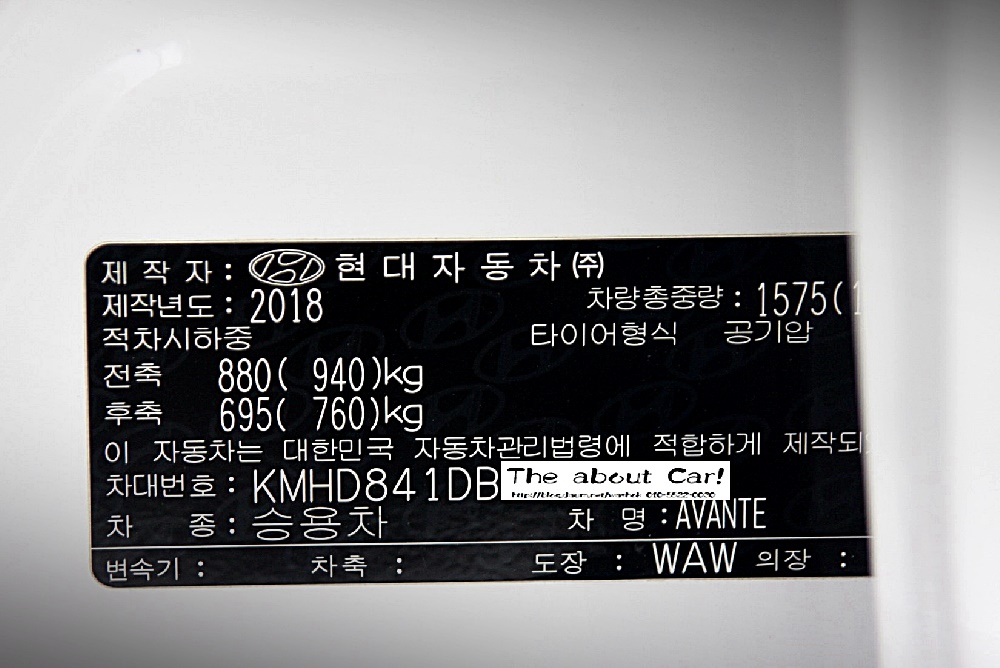 제 작 자 : 현 대 자 동 차 ㈜
제작년도 : 2018 차량총중량 : 1575(1
적차시하중 타이어형식 공기압
전축 880( 940)kg
후축 695( 760)kg
이 자동차는 대한민국 자동차관리법령에 적합하게 제작되
차대번호 : KMHD841DB
The about Car!
차 종 : 승용차 차 명 : AVANTE
변속기 : 차축 : 도장 : WAW 의장 :